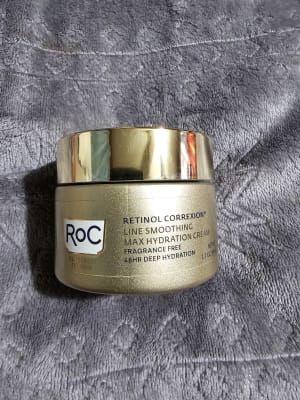 RoC
RETINOL CORREXION®
LINE SMOOTHING
MAX HYDRATION CREAM
FRAGRANCE FREE
48HR DEEP HYDRATION